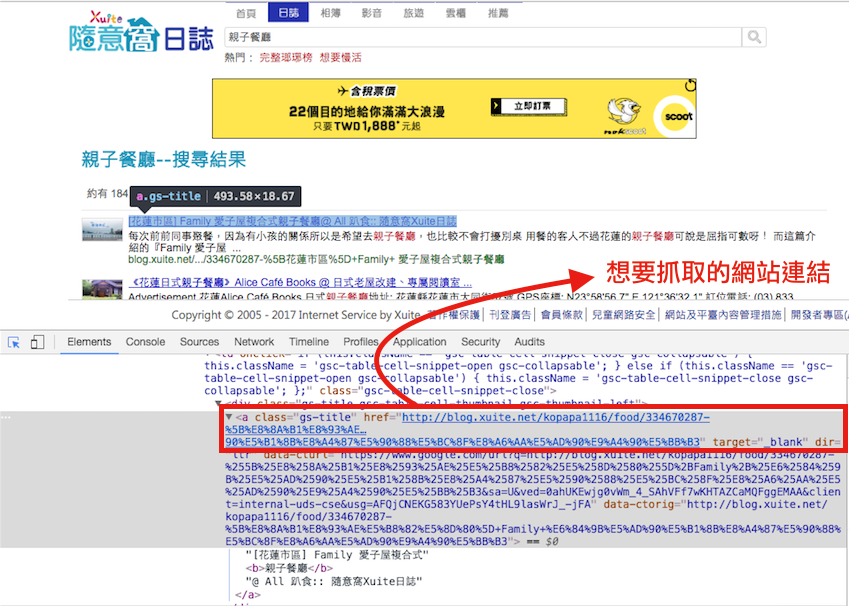 首頁 日誌 相簿 影音 旅遊 雲櫃 推薦
Xuite
隨意窩日誌
親子餐廳
熱門： 完整瑯琊榜 想要慢活
含稅票價
22個目的地給你滿滿大浪漫
只要TWD1,888*元起
立即訂票
nokscoot
scoot
親子餐廳--搜尋結果
約有 184
a.gs-title | 493.58×18.67
[花蓮市區] Family 愛子屋複合式親子餐廳@ All 趴食:: 隨意窩Xuite日誌
每次前前同事聚餐，因為有小孩的關係所以是希望去親子餐廳，也比較不會打擾別桌 用餐的客人不過花蓮的親子餐廳可說是屈指可數呀！ 而這篇介
紹的『Family 愛子屋 ...
blog.xuite.net/.../334670287-%5B花蓮市區%5D+Family+ 愛子屋複合式親子餐廳
《花蓮日式親子餐廳》Alice Café Books @ 日式老屋改建、專屬閱讀室 ...
Advertisement 花蓮Alice Café Books 日式親子餐廳地址: 花蓮縣花蓮市大同街 號 GPS座標: N23°58'56.7" E 121°36'32.1" 訂位電話: (03) 833
想要抓取的網站連結
Copyright © 2005 - 2017 Internet Service by Xuite 著作權保護 | 刊登廣告 | 會員條款 | 兒童網路安全 | 網站及平臺內容管理措施 | 開發者專區
Elements Console Sources Network Timeline Profiles Application Security Audits
this.className = 'gsc-table-cell-snippet-open gsc-collapsable'; } else if (this.className == 'gsc-
table-cell-snippet-open gsc-collapsable') { this.className = 'gsc-table-cell-snippet-close gsc-
collapsable'; };" class="gsc-table-cell-snippet-close">
<div class="gs-title gsc-table-cell-thumbnail gsc-thumbnail-left">
<a class="gs-title" href="http://blog.xuite.net/kopapa1116/food/334670287-
%5B%E8%8A%B1%E8%93%AE…
90%E5%B1%8B%E8%A4%87%E5%90%88%E5%BC%8F%E8%A6%AA%E5%AD%90%E9%A4%90%E5%BB%B3" target="_blank" dir=
"ltr" data-cturl="https://www.google.com/url?q=http://blog.xuite.net/kopapa1116/food/334670287-
%255B%25E8%258A%25B1%25E8%2593%25AE%25E5%25B8%2582%25E5%258D%2580%255D%2BFamily%2B%25E6%2584%259
B%25E5%25AD%2590%25E5%25B1%258B%25E8%25A4%2587%25E5%2590%2588%25E5%25BC%258F%25E8%25A6%25AA%25E5
%25AD%2590%25E9%25A4%2590%25E5%25BB%25B3&sa=U&ved=0ahUKEwjg0vWm_4_SAhVFf7wKHTAZCaMQFggEMAA&clien
t=internal-uds-cse&usg=AFQjCNEKG583YUePsY4tHL9lasWrJ_-jFA" data-ctorig="http://blog.xuite.net/
kopapa1116/food/334670287-
%5B%E8%8A%B1%E8%93%AE%E5%B8%82%E5%8D%80%5D+Family+%E6%84%9B%E5%AD%90%E5%B1%8B%E8%A4%87%E5%90%88%
E5%BC%8F%E8%A6%AA%E5%AD%90%E9%A4%90%E5%BB%B3"> == $0
"[花蓮市區] Family 愛子屋複合式"
<b>親子餐廳</b>
"@ All 趴食:: 隨意窩Xuite日誌"
</a>